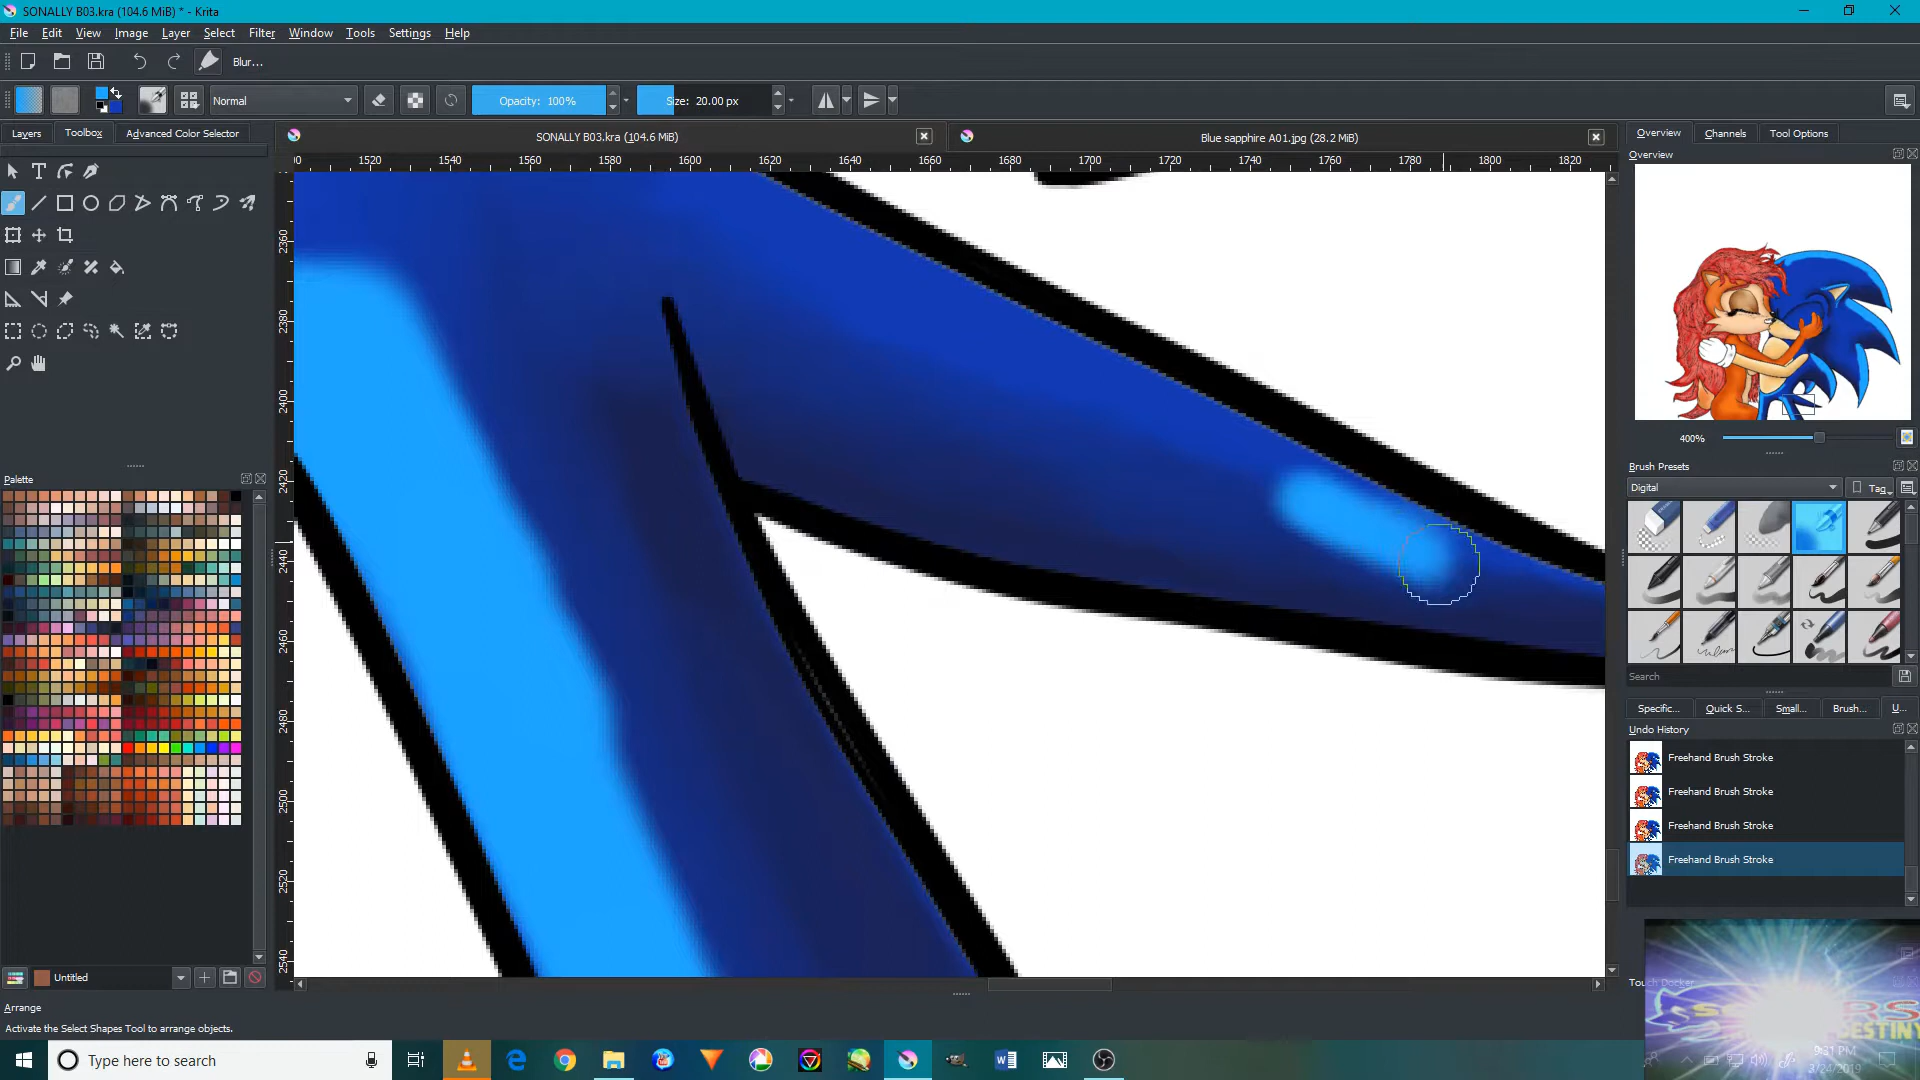 SONALLY B03.kra (104.6 MiB) * - Krita
File Edit View Image Layer Select Filter Window Tools Settings Help
Blur...
Normal Opacity: 100% Size: 20.00 px
Layers Toolbox Advanced Color Selector
SONALLY B03.kra (104.6 MiB) Blue sapphire A01.jpg (28.2 MiB)
Overview Channels Tool Options
Overview
1520 1540 1560 1580 1600 1620 1640 1660 1680 1700 1720 1740 1760 1780 1800 1820
2360
2380
2400
2420
2440
2460
2480
2500
2520
2540
400%
Brush Presets
Digital Tag
Search
Specific... Quick S... Small... Brush... U...
Undo History
Freehand Brush Stroke
Freehand Brush Stroke
Freehand Brush Stroke
Freehand Brush Stroke
Palette
Untitled
Arrange
Activate the Select Shapes Tool to arrange objects.
Type here to search
9:31 PM
3/24/2019